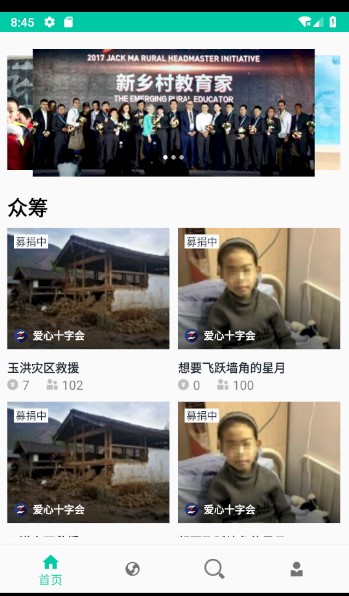 8:45
2017 JACK MA RURAL HEADMASTER INITIATIVE
新乡村教育家
THE EMERGING RURAL EDUCATOR
众筹
募捐中
爱心十字会
玉洪灾区救援
7
102
募捐中
爱心十字会
想要飞跃墙角的星月
0
100
募捐中
爱心十字会
募捐中
爱心十字会
首页